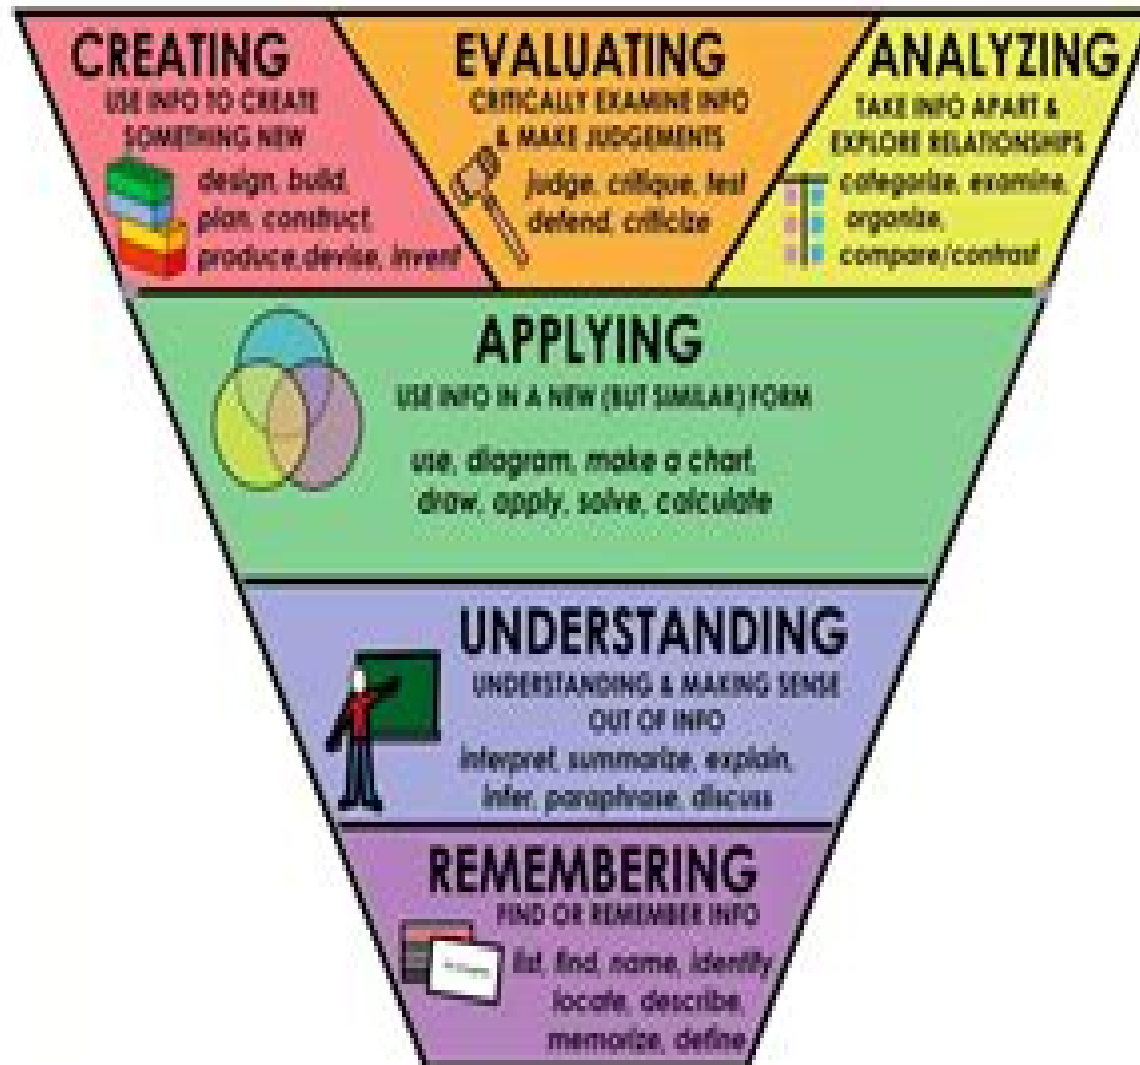 CREATING
USE INFO TO CREATE
SOMETHING NEW
design, build,
plan, construct,
produce,devise, invent
EVALUATING
CRITICALLY EXAMINE INFO
& MAKE JUDGEMENTS
judge, critique, test
defend, criticize
ANALYZING
TAKE INFO APART &
EXPLORE RELATIONSHIPS
categorize, examine,
organize,
compare/contrast
APPLYING
USE INFO IN A NEW (BUT SIMILAR) FORM
use, diagram, make a chart,
draw, apply, solve, calculate
UNDERSTANDING
UNDERSTANDING & MAKING SENSE
OUT OF INFO
interpret, summarize, explain,
infer, paraphrase, discuss
REMEMBERING
FIND OR REMEMBER INFO
list, find, name, identify
locate, describe,
memorize, define